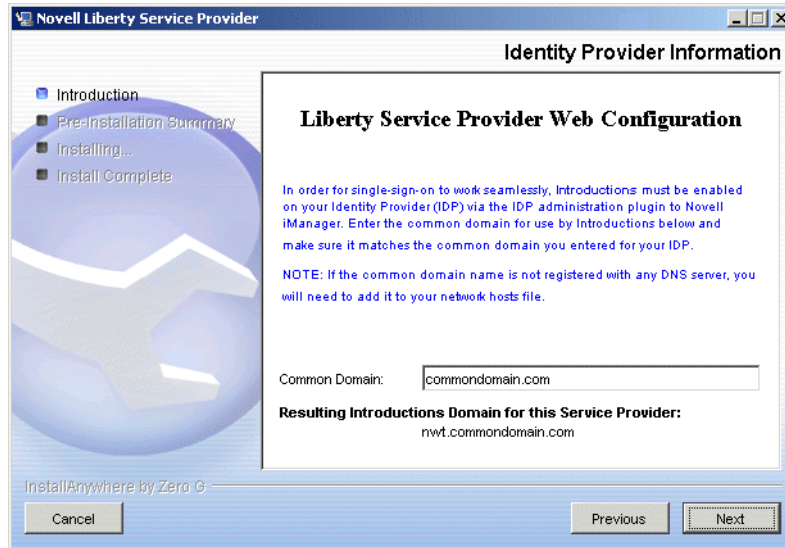 Novell Liberty Service Provider
Identity Provider Information
Introduction
Pre-Installation Summary
Installing...
Install Complete
Liberty Service Provider Web Configuration
In order for single-sign-on to work seamlessly, Introductions must be enabled
on your Identity Provider (IDP) via the IDP administration plugin to Novell
iManager. Enter the common domain for use by Introductions below and
make sure it matches the common domain you entered for your IDP.
NOTE: If the common domain name is not registered with any DNS server, you
will need to add it to your network hosts file.
Common Domain: commondomain.com
Resulting Introductions Domain for this Service Provider:
nwt.commondomain.com
InstallAnywhere by Zero G
Cancel Previous Next